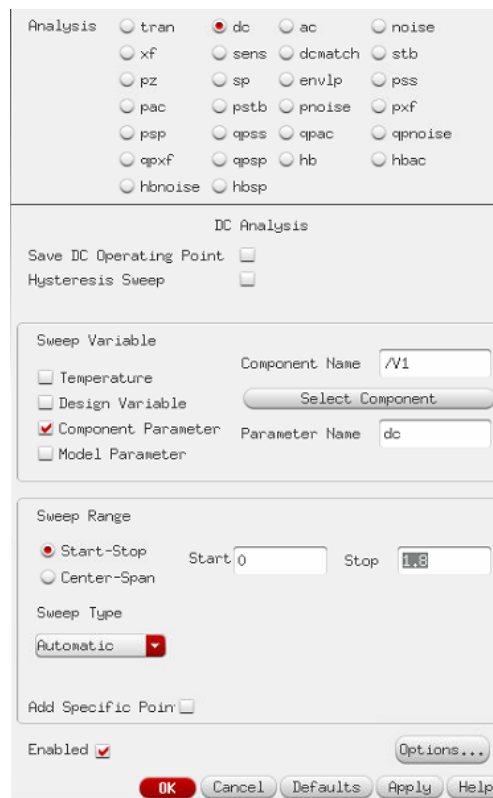 Analysis tran dc ac noise
xf sens dcmatch stb
pz sp envlp pss
pac pstb pnoise pxf
psp qpss qpac qpnoise
qpxf qpsp hb hbac
hbnoise hbsp
DC Analysis
Save DC Operating Point
Hysteresis Sweep
Sweep Variable
Temperature
Design Variable
Component Parameter
Model Parameter
Component Name /V1
Select Component
Parameter Name dc
Sweep Range
Start-Stop Start 0 Stop 1.8
Center-Span
Sweep Type
Automatic
Add Specific Poin
Enabled Options...
OK Cancel Defaults Apply Help